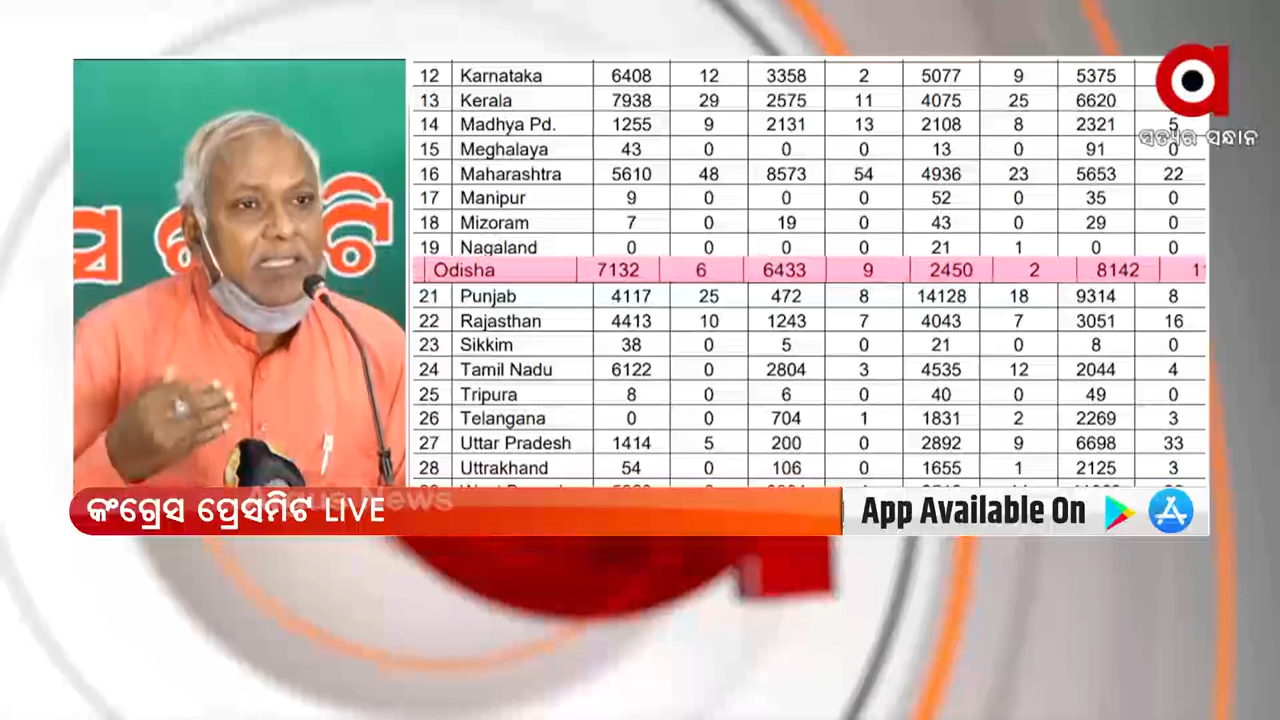 12 Karnataka 6408 12 3358 2 5077 9 5375
13 Kerala 7938 29 2575 11 4075 25 6620
14 Madhya Pd. 1255 9 2131 13 2108 8 2321 5
15 Meghalaya 43 0 0 0 13 0 91 0
16 Maharashtra 5610 48 8573 54 4936 23 5653 22
17 Manipur 9 0 0 0 52 0 35 0
18 Mizoram 7 0 19 0 43 0 29 0
19 Nagaland 0 0 0 0 21 1 0 0
Odisha 7132 6 6433 9 2450 2 8142
21 Punjab 4117 25 472 8 14128 18 9314 8
22 Rajasthan 4413 10 1243 7 4043 7 3051 16
23 Sikkim 38 0 5 0 21 0 8 0
24 Tamil Nadu 6122 0 2804 3 4535 12 2044 4
25 Tripura 8 0 6 0 40 0 49 0
26 Telangana 0 0 704 1 1831 2 2269 3
27 Uttar Pradesh 1414 5 200 0 2892 9 6698 33
28 Uttrakhand 54 0 106 0 1655 1 2125 3
a
ସତ୍ୟର ସନ୍ଧାନ
Argus News
କଂଗ୍ରେସ ପ୍ରେସମିଟ LIVE
App Available On